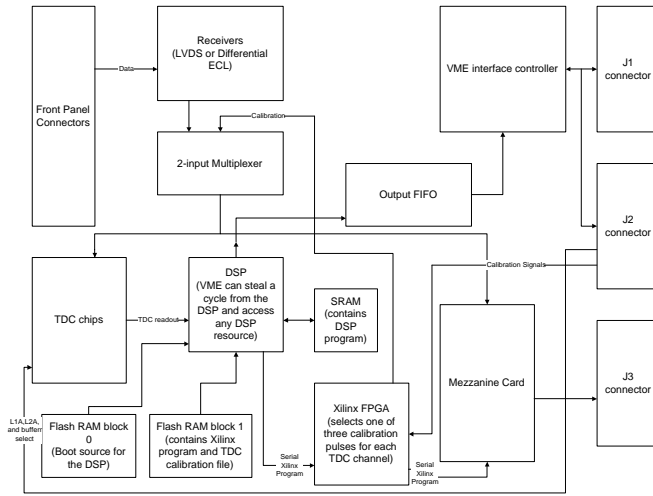 Receivers
(LVDS or Differential
ECL)
VME interface controller
J1
connector
Data
Front Panel
Connectors
Calibration
2-input Multiplexer
Output FIFO
J2
connector
Calibration Signals
TDC chips
TDC readout
DSP
(VME can steal a
cycle from the
DSP and access
any DSP
resource)
SRAM
(contains
DSP
program)
Mezzanine Card
J3
connector
L1A,L2A,
and buffern
select
Flash RAM block
0
(Boot source for
the DSP)
Flash RAM block 1
(contains Xilinx
program and TDC
calibration file)
Serial
Xilinx
Program
Xilinx FPGA
(selects one of
three calibration
pulses for each
TDC channel)
Serial
Xilinx
Program